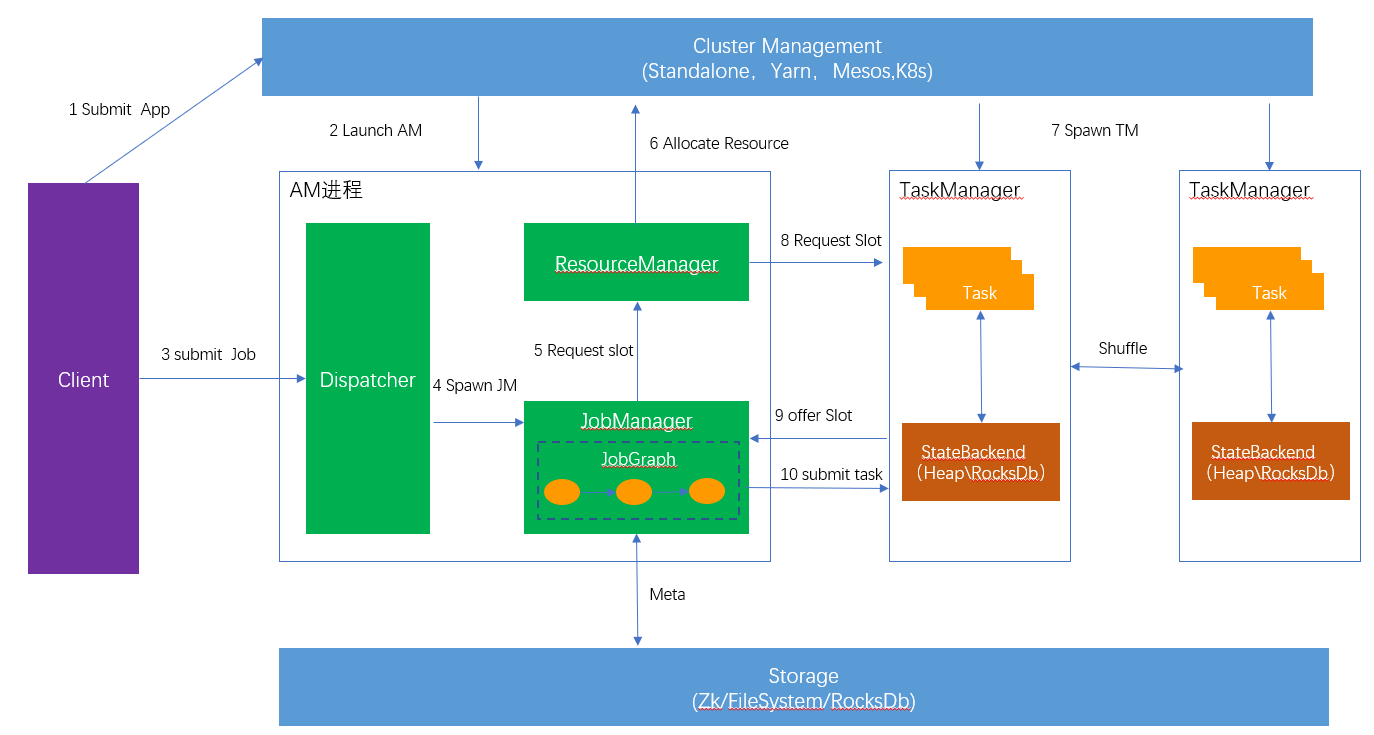 Cluster Management
(Standalone， Yarn， Mesos,K8s)
1 Submit App
2 Launch AM
6 Allocate Resource
7 Spawn TM
AM进程
TaskManager
TaskManager
ResourceManager
8 Request Slot
Task
Task
5 Request slot
Shuffle
3 submit Job
Client
Dispatcher
4 Spawn JM
JobManager
9 offer Slot
JobGraph
StateBackend
（Heap\RocksDb）
StateBackend
（Heap\RocksDb）
10 submit task
Meta
Storage
(Zk/FileSystem/RocksDb)